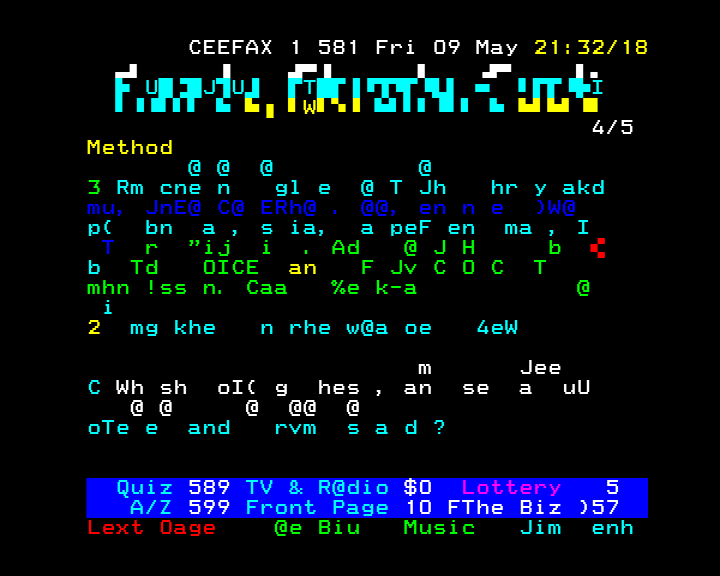 CEEFAX 1 581 Fri 09 May 21:32/18
4/5
Method
@ @ @ @
3 Rm cne n gl e @ T Jh hr y akd
mu, JnE@ C@ ERh@ . @@, en n e )W@
p( bn a , s ia, a peF en ma , I
T r "ij i . Ad @ J H b
b Td OICE an F Jv C O C T
mhn !ss n. Caa %e k-a @
i
2 mg khe n rhe w@a oe 4eW
m Jee
C Wh sh oI( g hes , an se a uU
@ @ @ @@ @
oTe e and rvm s a d ?
Quiz 589 TV & R@dio $0 Lottery 5
A/Z 599 Front Page 10 FThe Biz )57
Lext Oage @e Biu Music Jim enh